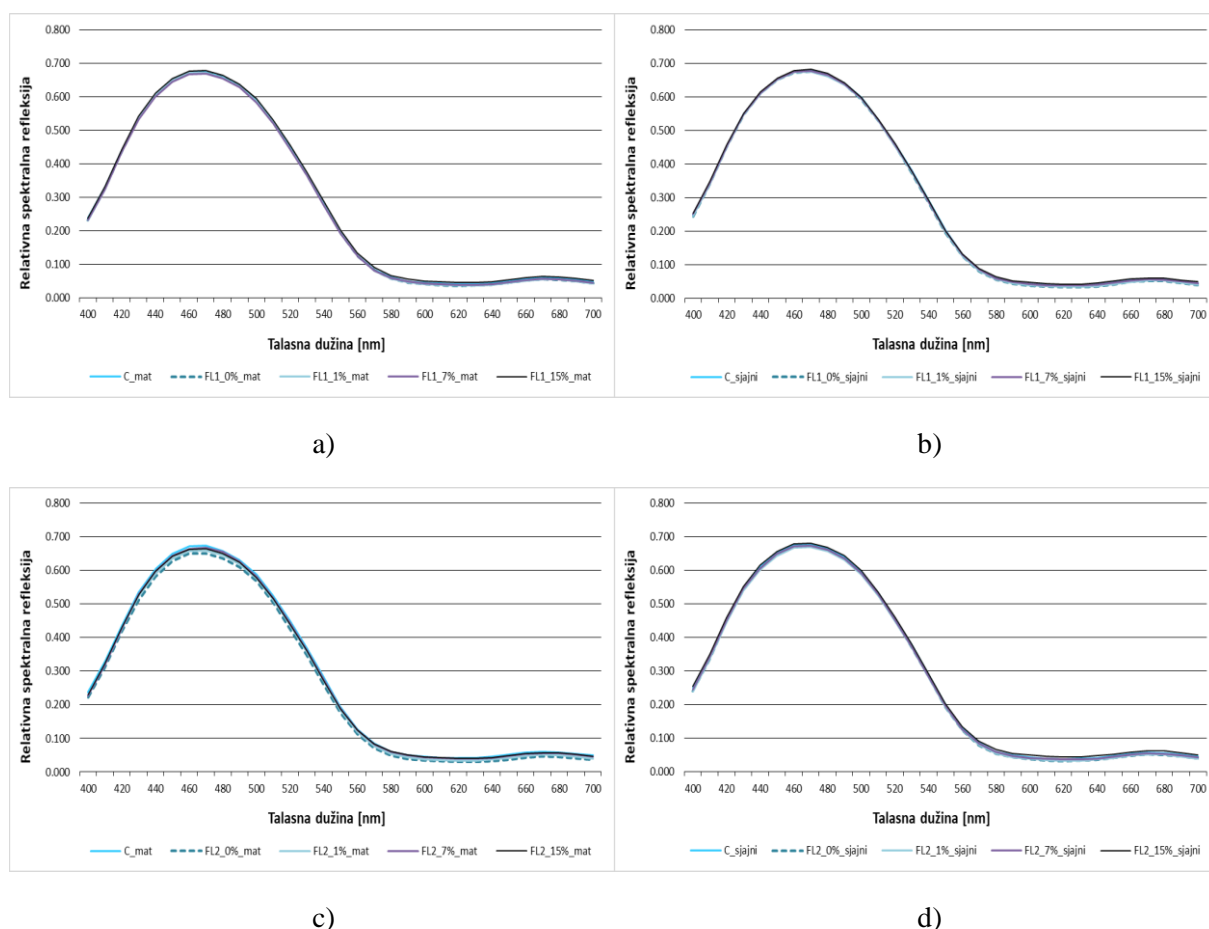 0.800
0.700
0.600
0.500
0.400
0.300
0.200
0.100
0.000
Relativna spektralna refleksija
400 420 440 460 480 500 520 540 560 580 600 620 640 660 680 700
Talasna dužina [nm]
C_mat FL1_0%_mat FL1_1%_mat FL1_7%_mat FL1_15%_mat
a)
0.800
0.700
0.600
0.500
0.400
0.300
0.200
0.100
0.000
Relativna spektralna refleksija
400 420 440 460 480 500 520 540 560 580 600 620 640 660 680 700
Talasna dužina [nm]
C_sjajni FL1_0%_sjajni FL1_1%_sjajni FL1_7%_sjajni FL1_15%_sjajni
b)
0.800
0.700
0.600
0.500
0.400
0.300
0.200
0.100
0.000
Relativna spektralna refleksija
400 420 440 460 480 500 520 540 560 580 600 620 640 660 680 700
Talasna dužina [nm]
C_mat FL2_0%_mat FL2_1%_mat FL2_7%_mat FL2_15%_mat
c)
0.800
0.700
0.600
0.500
0.400
0.300
0.200
0.100
0.000
Relativna spektralna refleksija
400 420 440 460 480 500 520 540 560 580 600 620 640 660 680 700
Talasna dužina [nm]
C_sjajni FL2_0%_sjajni FL2_1%_sjajni FL2_7%_sjajni FL2_15%_sjajni
d)